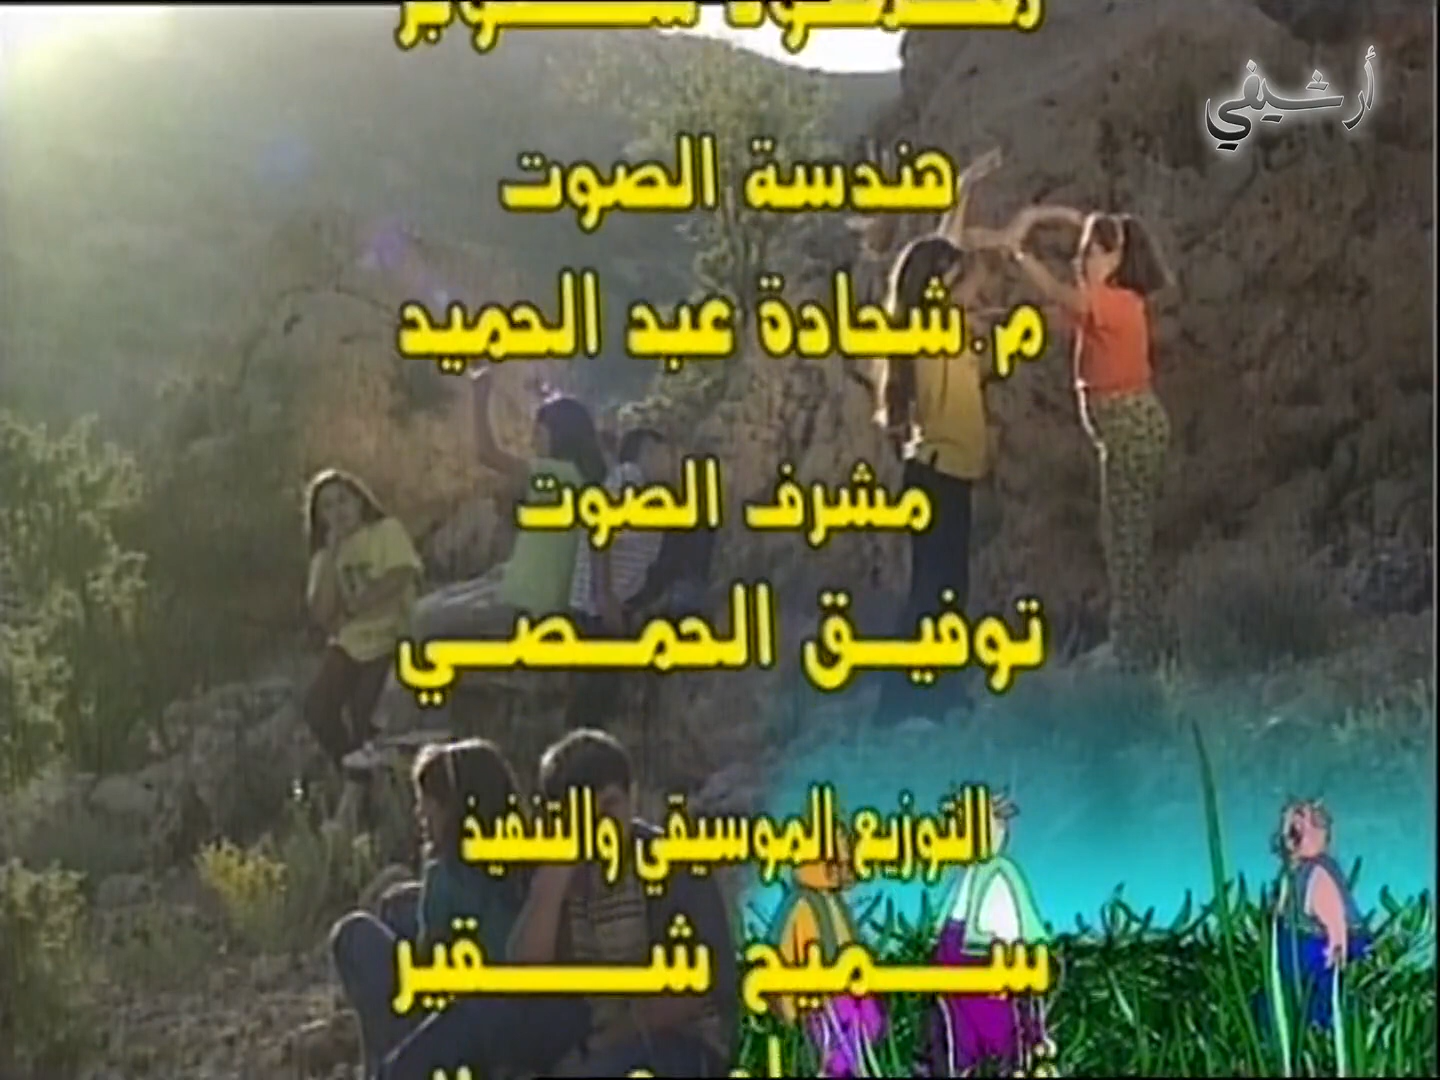 أرشيفي
هندسة الصوت
م.شحادة عبد الحميد
مشرف الصوت
توفيق الحمصي
التوزيع الموسيقي والتنفيذ
سميح شقير